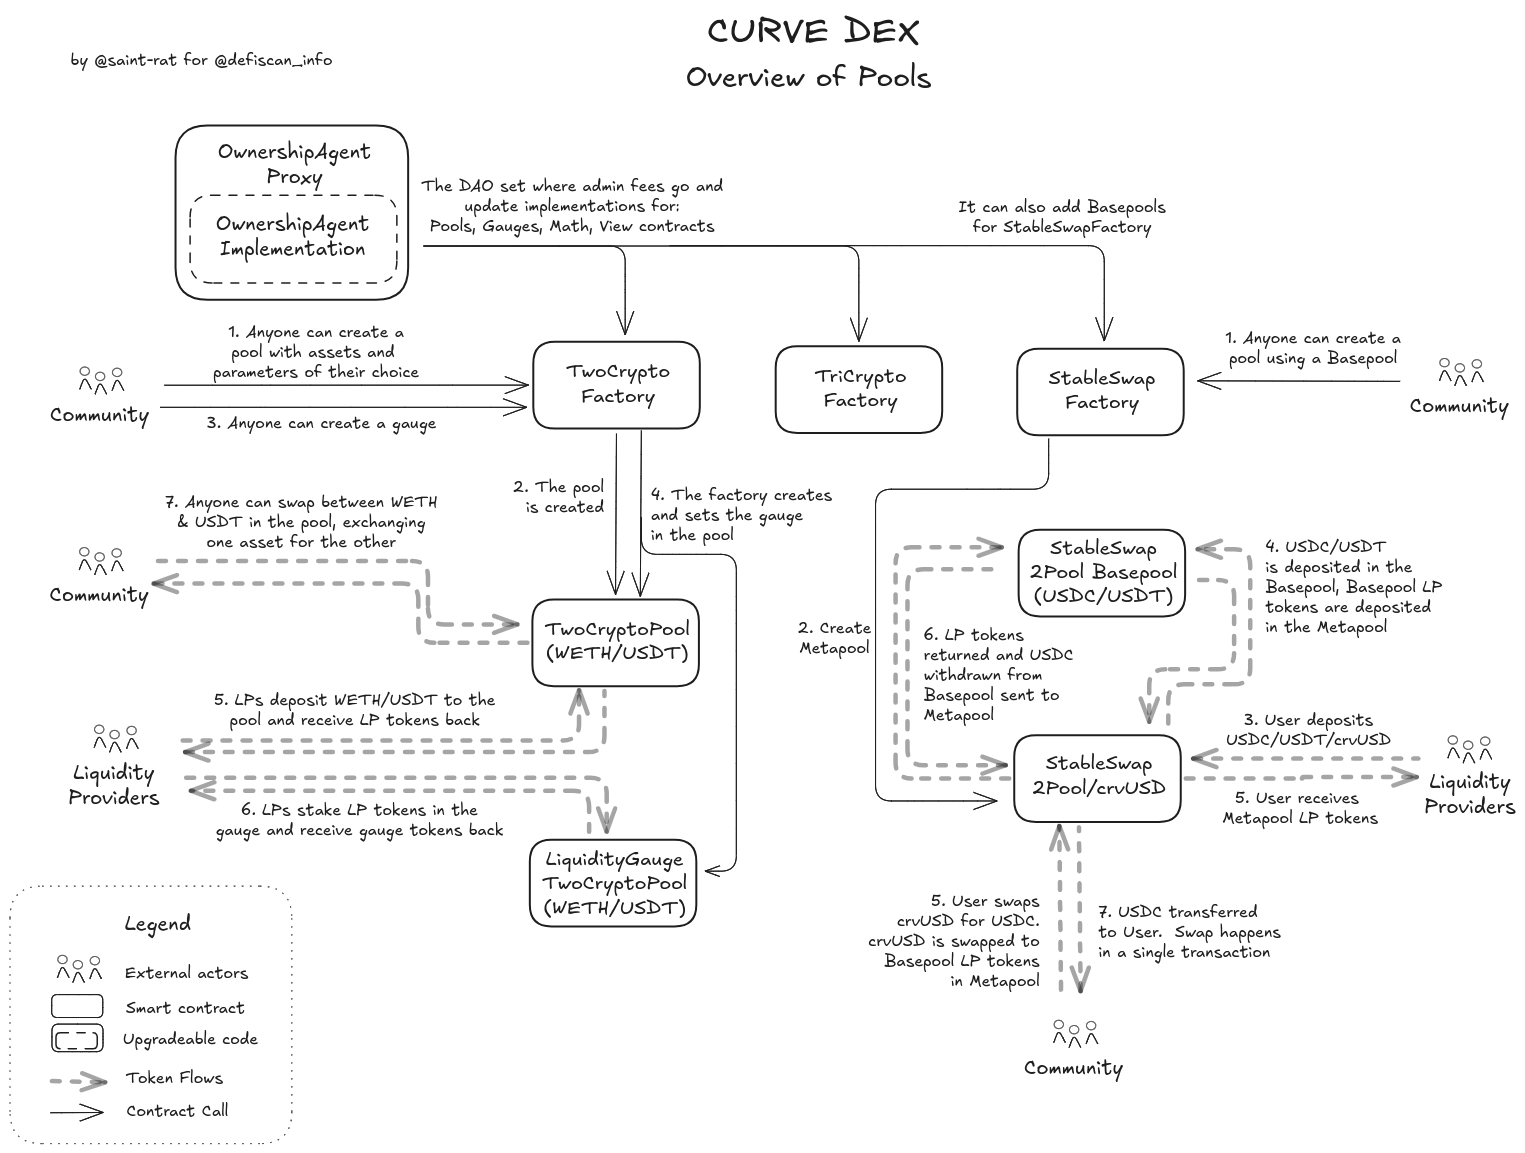 CURVE DEX
Overview of Pools
by @saint-rat for @defiscan_info
OwnershipAgent
Proxy
OwnershipAgent
Implementation
The DAO set where admin fees go and
update implementations for:
Pools, Gauges, Math, View contracts
It can also add Basepools
for StableSwapFactory
1. Anyone can create a
pool with assets and
parameters of their choice
Community
3. Anyone can create a gauge
TwoCrypto
Factory
TriCrypto
Factory
StableSwap
Factory
1. Anyone can create a
pool using a Basepool
Community
2. The pool
is created
4. The factory creates
and sets the gauge
in the pool
7. Anyone can swap between WETH
& USDT in the pool, exchanging
one asset for the other
Community
TwoCryptoPool
(WETH/USDT)
5. LPs deposit WETH/USDT to the
pool and receive LP tokens back
Liquidity
Providers
6. LPs stake LP tokens in the
gauge and receive gauge tokens back
LiquidityGauge
TwoCryptoPool
(WETH/USDT)
2. Create
Metapool
StableSwap
2Pool Basepool
(USDC/USDT)
4. USDC/USDT
is deposited in the
Basepool, Basepool LP
tokens are deposited
in the Metapool
6. LP tokens
returned and USDC
withdrawn from
Basepool sent to
Metapool
StableSwap
2Pool/crvUSD
3. User deposits
USDC/USDT/crvUSD
5. User receives
Metapool LP tokens
Liquidity
Providers
5. User swaps
crvUSD for USDC.
crvUSD is swapped to
Basepool LP tokens
in Metapool
7. USDC transferred
to User. Swap happens
in a single transaction
Community
Legend
External actors
Smart contract
Upgradeable code
Token Flows
Contract Call